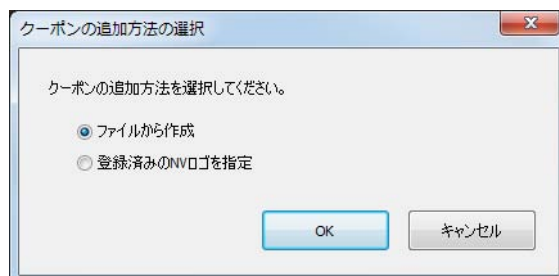 クーポンの追加方法の選択
クーポンの追加方法を選択してください。
ファイルから作成
登録済みのNVロゴを指定
OK キャンセル